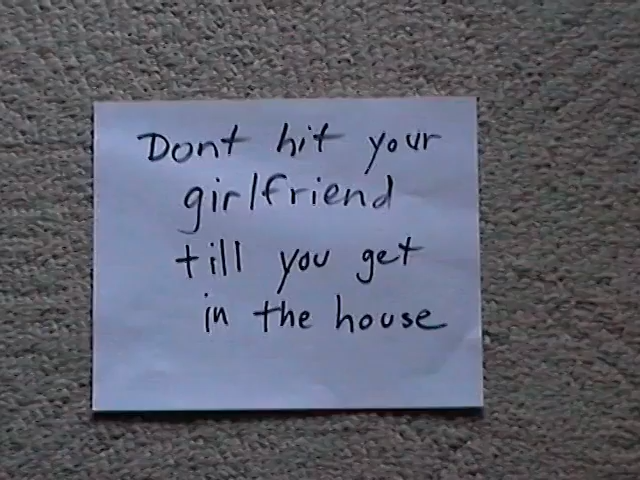 Dont hit your
girlfriend
till you get
in the house